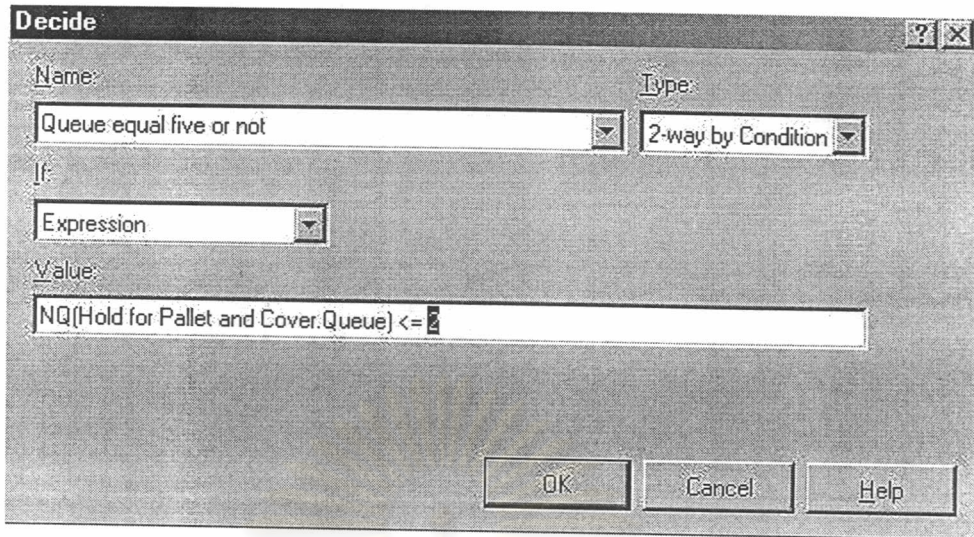 Decide
? X
Name: Type:
Queue equal five or not 2-way by Condition
If:
Expression
Value:
NQ(Hold for Pallet and Cover.Queue) <= 2
OK Cancel Help